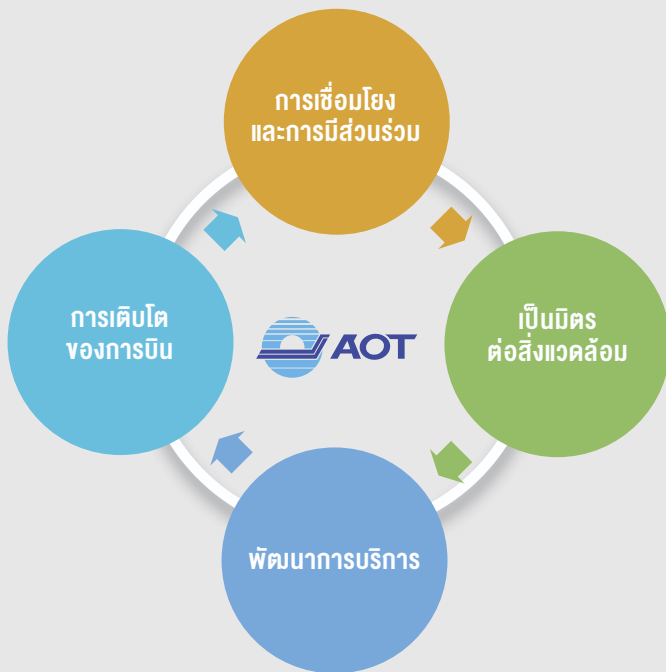 การเชื่อมโยง
และการมีส่วนร่วม
การเติบโต
ของการบิน
AOT
เป็นมิตร
ต่อสิ่งแวดล้อม
พัฒนาการบริการ